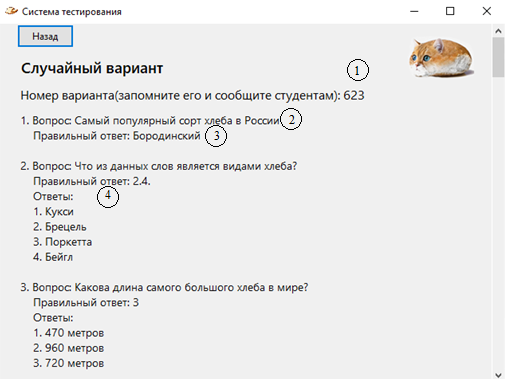 Система тестирования
Назад
Случайный вариант
1
Номер варианта(запомните его и сообщите студентам): 623
1. Вопрос: Самый популярный сорт хлеба в России 2
Правильный ответ: Бородинский 3
2. Вопрос: Что из данных слов является видами хлеба?
Правильный ответ: 2.4.
Ответы: 4
1. Кукси
2. Брецель
3. Поркетта
4. Бейгл
3. Вопрос: Какова длина самого большого хлеба в мире?
Правильный ответ: 3
Ответы:
1. 470 метров
2. 960 метров
3. 720 метров